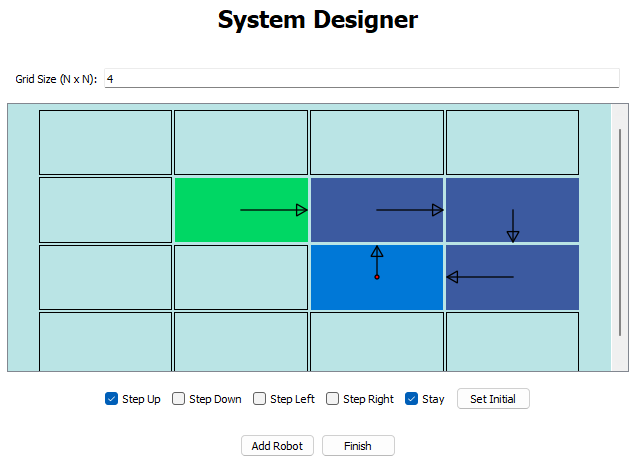 System Designer
Grid Size (N x N): 4
Step Up Step Down Step Left Step Right Stay Set Initial
Add Robot Finish